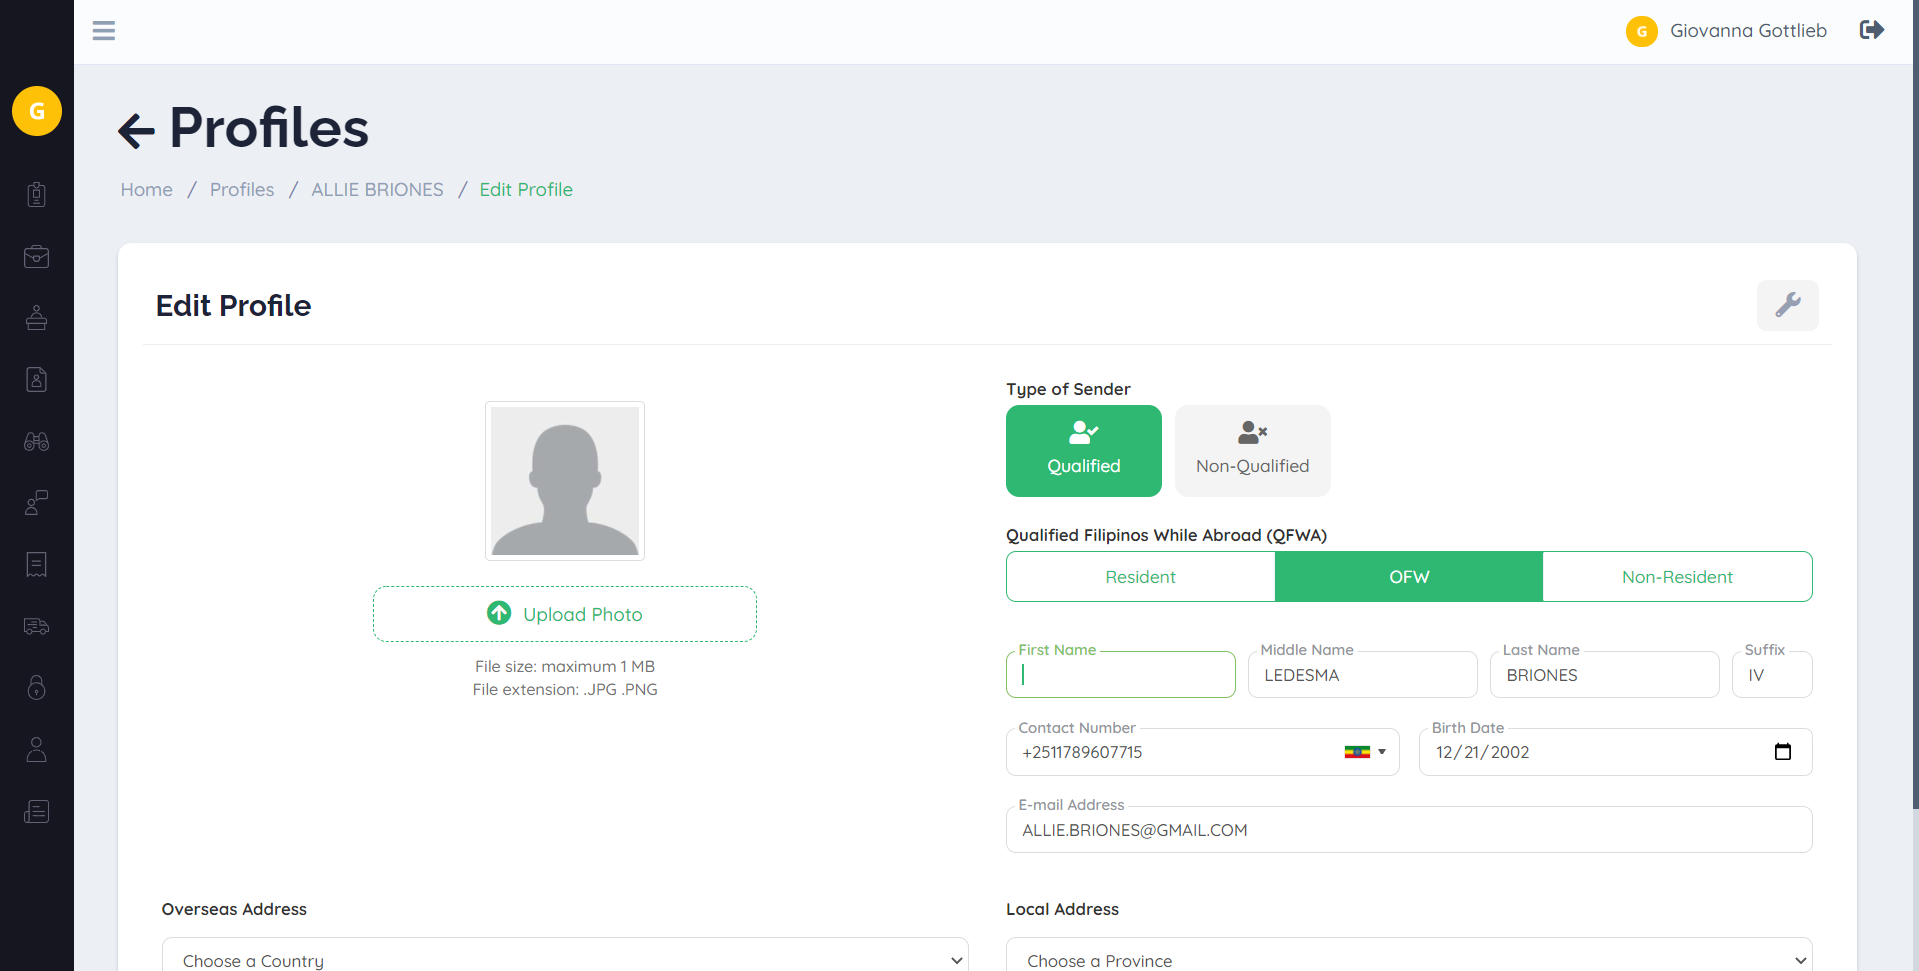 G Giovanna Gottlieb
G
Profiles
Home / Profiles / ALLIE BRIONES / Edit Profile
Edit Profile
Upload Photo
File size: maximum 1 MB
File extension: .JPG .PNG
Type of Sender
Qualified
Non-Qualified
Qualified Filipinos While Abroad (QFWA)
Resident
OFW
Non-Resident
First Name
Middle Name
LEDESMA
Last Name
BRIONES
Suffix
IV
Contact Number
+2511789607715
Birth Date
12/21/2002
E-mail Address
ALLIE.BRIONES@GMAIL.COM
Overseas Address
Choose a Country
Local Address
Choose a Province